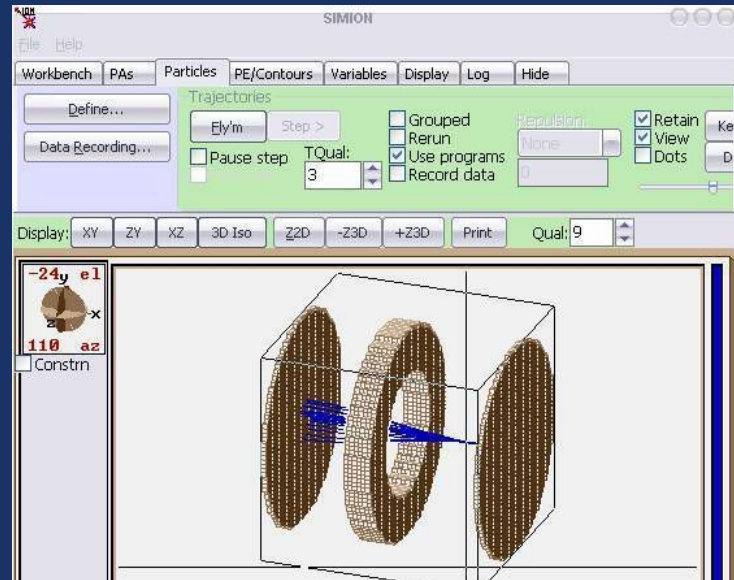 SIMION
File Help
Workbench PAs Particles PE/Contours Variables Display Log Hide
Define...
Data Recording...
Trajectories
Fly'm Step >
Pause step TQual:
3
Grouped
Rerun
Use programs
Record data
Repulsion:
None
0
Retain
View
Dots
Ke
D
Display: XY ZY XZ 3D Iso Z2D -Z3D +Z3D Print Qual: 9
-24 el
y
x
z
110 az
Constrn